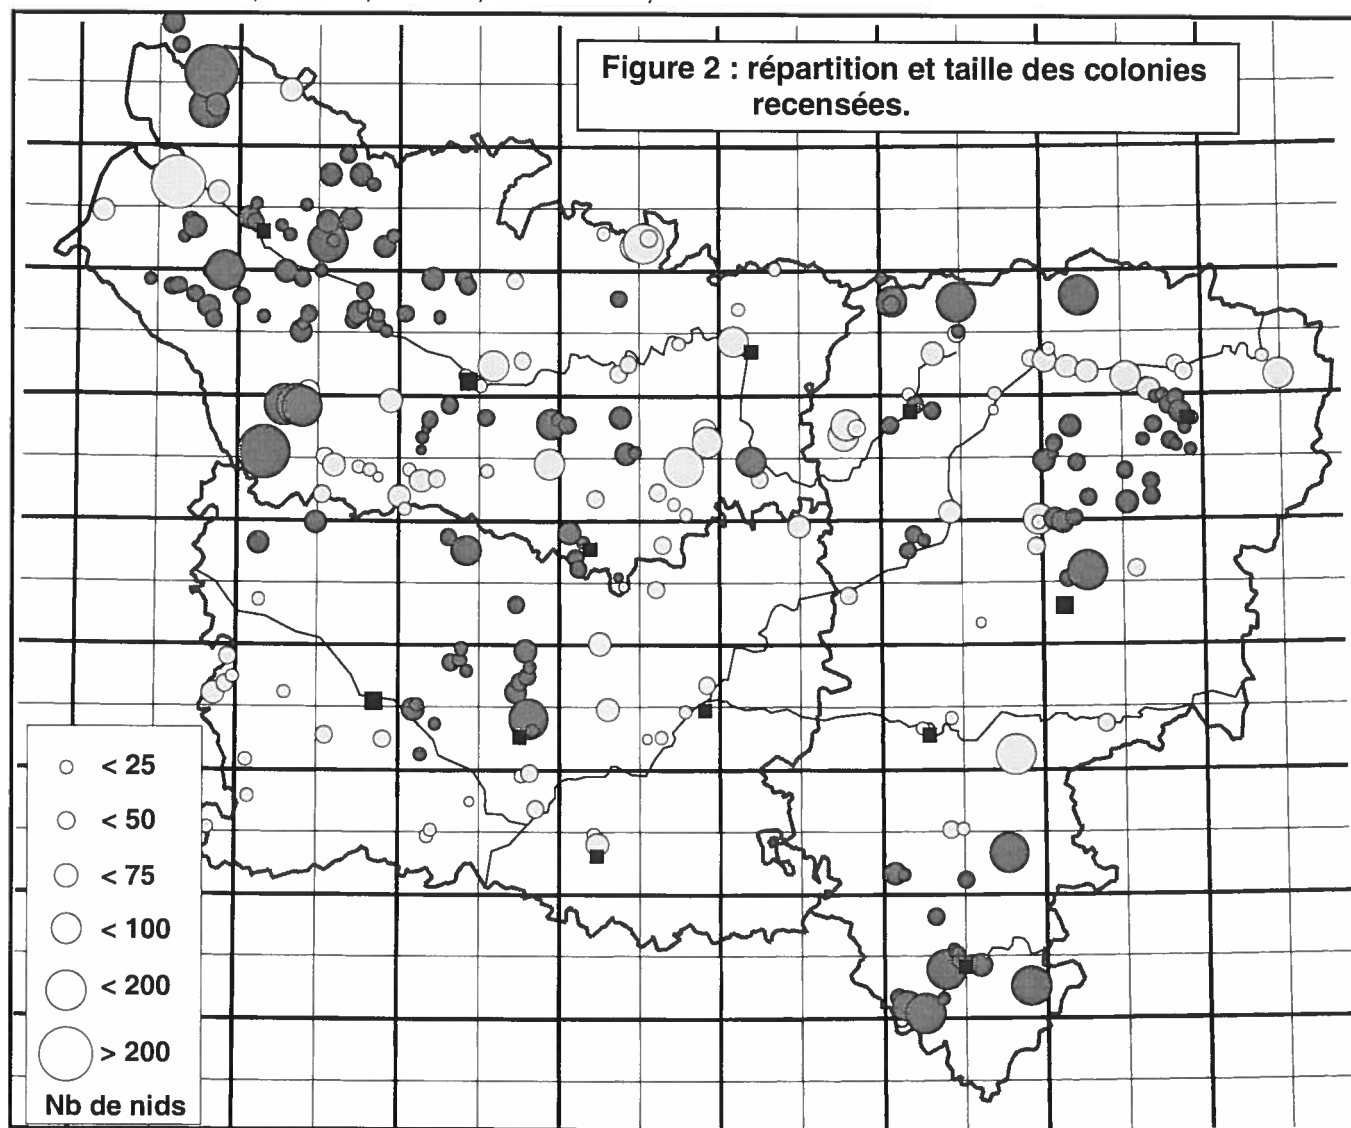 Figure 2 : répartition et taille des colonies
recensées.
< 25
< 50
< 75
< 100
< 200
> 200
Nb de nids